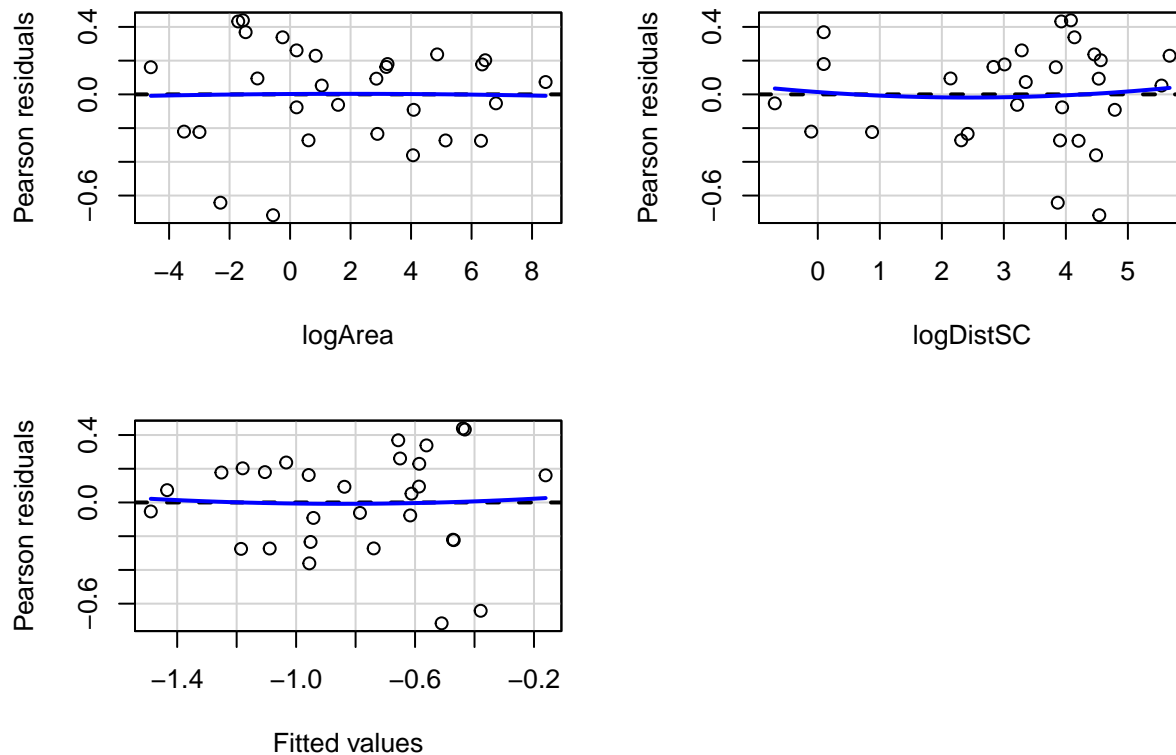 Pearson residuals
0.4
0.0
−0.6
−4 −2 0 2 4 6 8
logArea
Pearson residuals
0.4
0.0
−0.6
0 1 2 3 4 5
logDistSC
Pearson residuals
0.4
0.0
−0.6
−1.4 −1.0 −0.6 −0.2
Fitted values